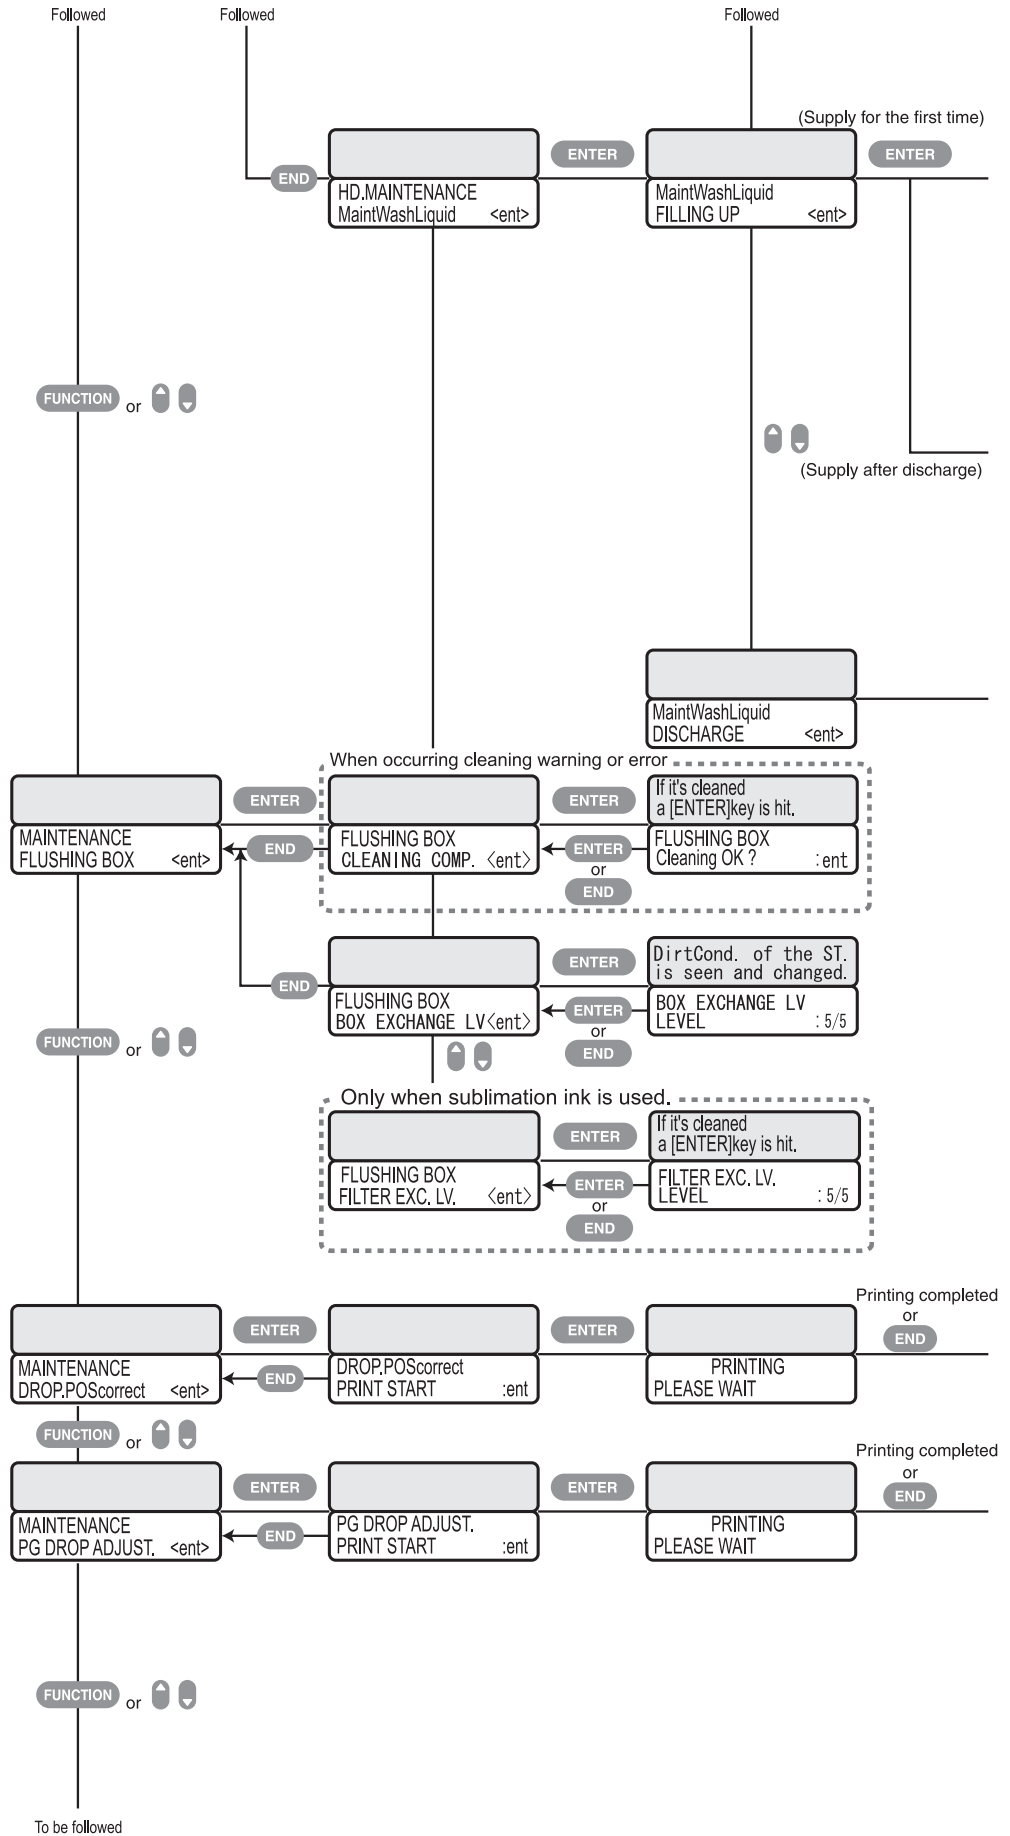 Followed
Followed
Followed
(Supply for the first time)
ENTER
ENTER
END
HD.MAINTENANCE
MaintWashLiquid <ent>
MaintWashLiquid
FILLING UP <ent>
FUNCTION or
(Supply after discharge)
MaintWashLiquid
DISCHARGE <ent>
When occurring cleaning warning or error
ENTER
ENTER
If it's cleaned
a [ENTER]key is hit.
MAINTENANCE
FLUSHING BOX <ent>
END
FLUSHING BOX
CLEANING COMP. <ent>
ENTER
or
END
FLUSHING BOX
Cleaning OK ? :ent
ENTER
DirtCond. of the ST.
is seen and changed.
END
FLUSHING BOX
BOX EXCHANGE LV<ent>
ENTER
or
END
BOX EXCHANGE LV
LEVEL :5/5
FUNCTION or
Only when sublimation ink is used.
ENTER
If it's cleaned
a [ENTER]key is hit.
FLUSHING BOX
FILTER EXC. LV. <ent>
ENTER
or
END
FILTER EXC. LV.
LEVEL :5/5
Printing completed
or
END
ENTER
ENTER
MAINTENANCE
DROP.POScorrect <ent>
END
DROP.POScorrect
PRINT START :ent
PRINTING
PLEASE WAIT
FUNCTION or
Printing completed
or
END
ENTER
ENTER
MAINTENANCE
PG DROP ADJUST. <ent>
END
PG DROP ADJUST.
PRINT START :ent
PRINTING
PLEASE WAIT
FUNCTION or
To be followed